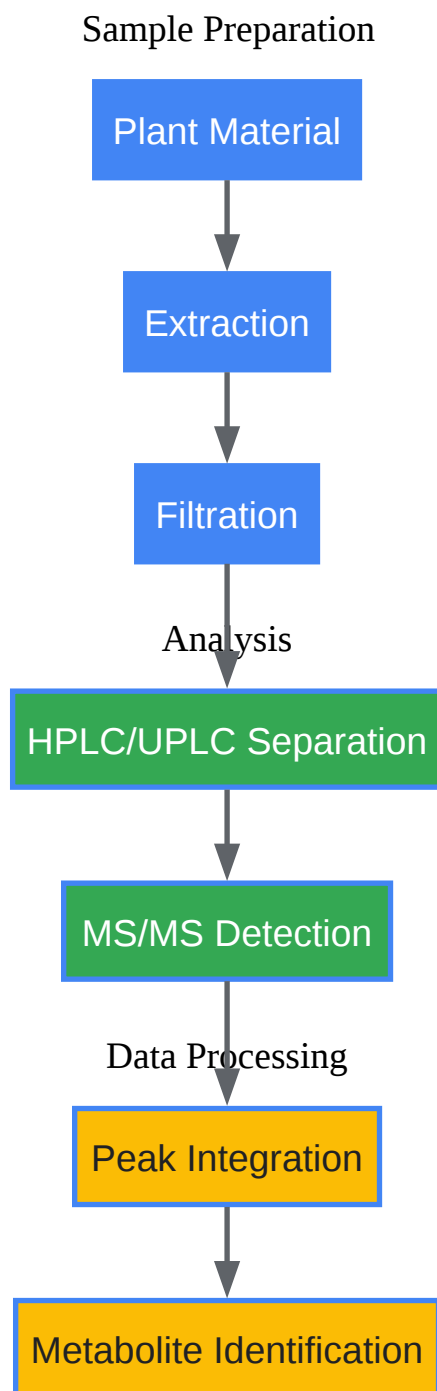 Sample Preparation
Plant Material
Extraction
Filtration
Analysis
HPLC/UPLC Separation
MS/MS Detection
Data Processing
Peak Integration
Metabolite Identification